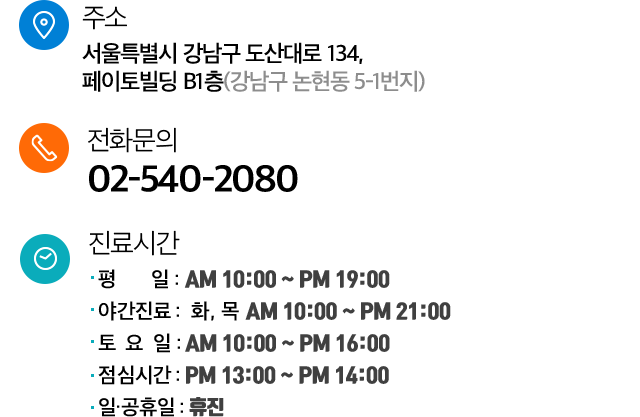 주소
서울특별시 강남구 도산대로 134,
페이토빌딩 B1층(강남구 논현동 5-1번지)
전화문의
02-540-2080
진료시간
·평 일 : AM 10:00 ~ PM 19:00
·야간진료 : 화, 목 AM 10:00 ~ PM 21:00
·토 요 일 : AM 10:00 ~ PM 16:00
·점심시간 : PM 13:00 ~ PM 14:00
·일·공휴일 : 휴진